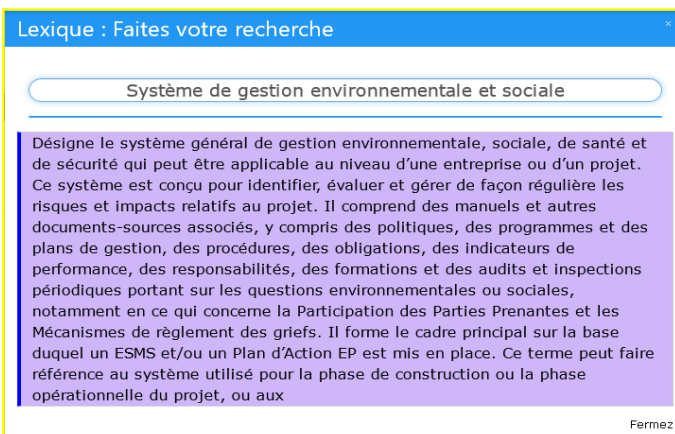 Lexique : Faites votre recherche
×
Système de gestion environnementale et sociale
Désigne le système général de gestion environnementale, sociale, de santé et
de sécurité qui peut être applicable au niveau d’une entreprise ou d’un projet.
Ce système est conçu pour identifier, évaluer et gérer de façon régulière les
risques et impacts relatifs au projet. Il comprend des manuels et autres
documents-sources associés, y compris des politiques, des programmes et des
plans de gestion, des procédures, des obligations, des indicateurs de
performance, des responsabilités, des formations et des audits et inspections
périodiques portant sur les questions environnementales ou sociales,
notamment en ce qui concerne la Participation des Parties Prenantes et les
Mécanismes de règlement des griefs. Il forme le cadre principal sur la base
duquel un ESMS et/ou un Plan d’Action EP est mis en place. Ce terme peut faire
référence au système utilisé pour la phase de construction ou la phase
opérationnelle du projet, ou aux
Fermez